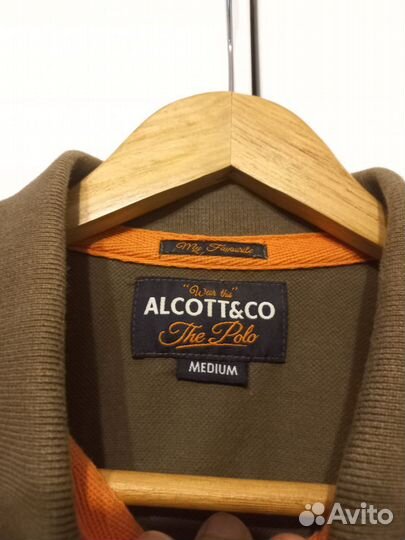 My Favourite
"Wear this"
ALCOTT&CO
The Polo
MEDIUM
Avito